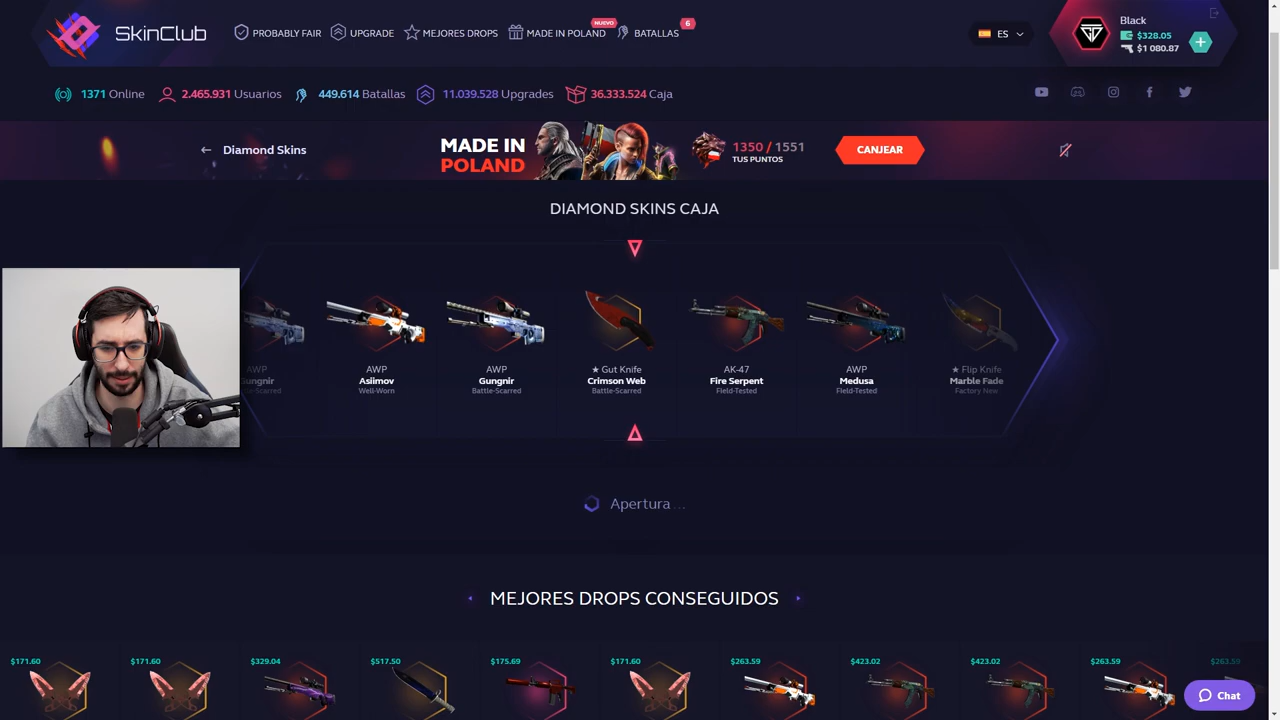 SkinClub
PROBABLY FAIR
UPGRADE
MEJORES DROPS
NUEVO
MADE IN POLAND
6
BATALLAS
ES
Black
$328.05
$1 080.87
1371 Online
2.465.931 Usuarios
449.614 Batallas
11.039.528 Upgrades
36.333.524 Caja
Diamond Skins
MADE IN
POLAND
1350 / 1551
TUS PUNTOS
CANJEAR
DIAMOND SKINS CAJA
AWP
Gungnir
Battle-Scarred
AWP
Asiimov
Well-Worn
AWP
Gungnir
Battle-Scarred
★ Gut Knife
Crimson Web
Battle-Scarred
AK-47
Fire Serpent
Field-Tested
AWP
Medusa
Field-Tested
★ Flip Knife
Marble Fade
Factory New
Apertura ...
MEJORES DROPS CONSEGUIDOS
$171.60
$171.60
$329.04
$517.50
$175.69
$171.60
$263.59
$423.02
$423.02
$263.59
$263.59
Chat